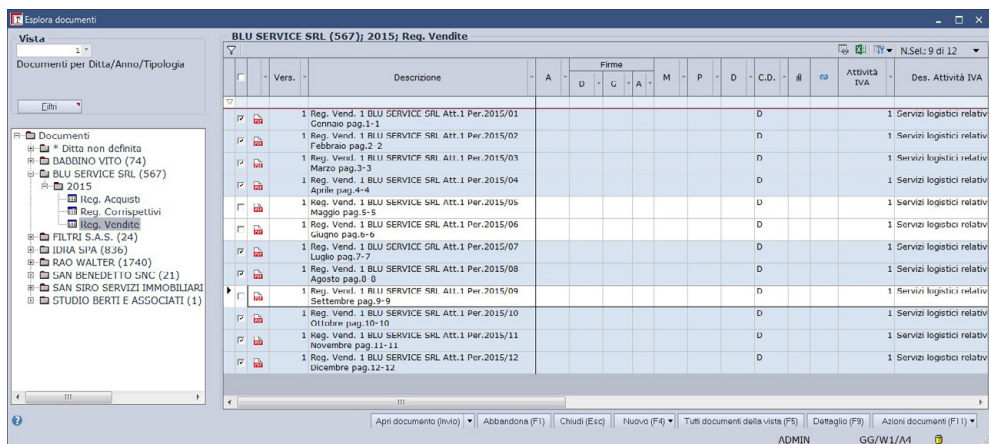 Esplora documenti
Vista
1
Documenti per Ditta/Anno/Tipologia
Filtri
Documenti
* Ditta non definita
BABBINO VITO (74)
BLU SERVICE SRL (567)
2015
Reg. Acquisti
Reg. Corrispettivi
Reg. Vendite
FILTRI S.A.S. (24)
IDRA SPA (836)
RAO WALTER (1740)
SAN BENEDETTO SNC (21)
SAN SIRO SERVIZI IMMOBILIARI
STUDIO BERTI E ASSOCIATI (1)
BLU SERVICE SRL (567); 2015; Reg. Vendite
N.Sel.: 9 di 12
Vers. Descrizione A Firme M P D C.D. Attività IVA Des. Attività IVA
D C A
1 Reg. Vend. 1 BLU SERVICE SRL Att.1 Per.2015/01 D 1 Servizi logistici relativ
Gennaio pag.1-1
1 Reg. Vend. 1 BLU SERVICE SRL Att.1 Per.2015/02 D 1 Servizi logistici relativ
Febbraio pag.2-2
1 Reg. Vend. 1 BLU SERVICE SRL Att.1 Per.2015/03 D 1 Servizi logistici relativ
Marzo pag.3-3
1 Reg. Vend. 1 BLU SERVICE SRL Att.1 Per.2015/04 D 1 Servizi logistici relativ
Aprile pag.4-4
1 Reg. Vend. 1 BLU SERVICE SRL Att.1 Per.2015/05 D 1 Servizi logistici relativ
Maggio pag.5-5
1 Reg. Vend. 1 BLU SERVICE SRL Att.1 Per.2015/06 D 1 Servizi logistici relativ
Giugno pag.6-6
1 Reg. Vend. 1 BLU SERVICE SRL Att.1 Per.2015/07 D 1 Servizi logistici relativ
Luglio pag.7-7
1 Reg. Vend. 1 BLU SERVICE SRL Att.1 Per.2015/08 D 1 Servizi logistici relativ
Agosto pag.8-8
1 Reg. Vend. 1 BLU SERVICE SRL Att.1 Per.2015/09 D 1 Servizi logistici relativ
Settembre pag.9-9
1 Reg. Vend. 1 BLU SERVICE SRL Att.1 Per.2015/10 D 1 Servizi logistici relativ
Ottobre pag.10-10
1 Reg. Vend. 1 BLU SERVICE SRL Att.1 Per.2015/11 D 1 Servizi logistici relativ
Novembre pag.11-11
1 Reg. Vend. 1 BLU SERVICE SRL Att.1 Per.2015/12 D 1 Servizi logistici relativ
Dicembre pag.12-12
Apri documento (Invio) Abbandona (F1) Chiudi (Esc) Nuovo (F4) Tutti documenti della vista (F5) Dettaglio (F9) Azioni documenti (F11)
ADMIN GG/W1/A4